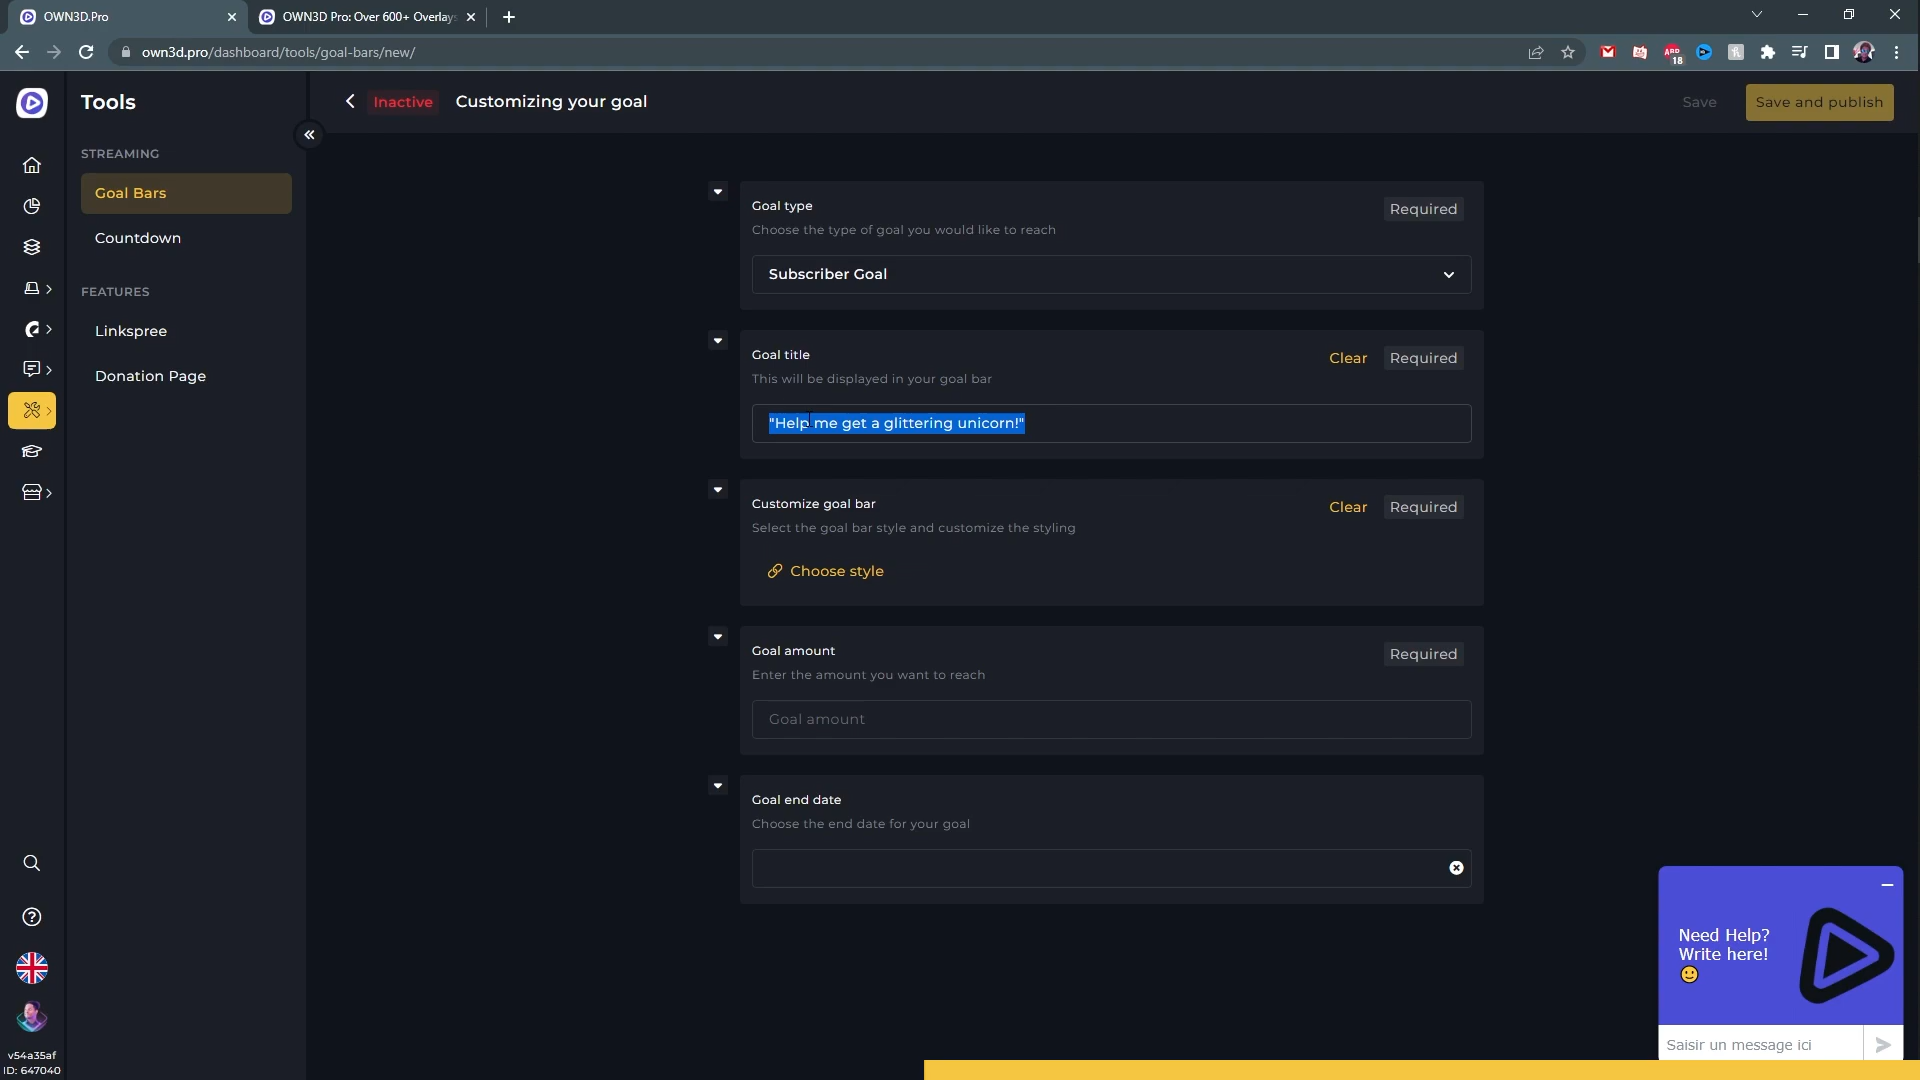 OWN3D.Pro
OWN3D Pro: Over 600+ Overlays
own3d.pro/dashboard/tools/goal-bars/new/
18
Tools
Inactive
Customizing your goal
Save
Save and publish
STREAMING
Goal Bars
Countdown
FEATURES
Linkspree
Donation Page
Goal type
Required
Choose the type of goal you would like to reach
Subscriber Goal
Goal title
Clear
Required
This will be displayed in your goal bar
"Help me get a glittering unicorn!"
Customize goal bar
Clear
Required
Select the goal bar style and customize the styling
Choose style
Goal amount
Required
Enter the amount you want to reach
Goal amount
Goal end date
Choose the end date for your goal
Need Help?
Write here!
Saisir un message ici
v54a35af
ID: 647040